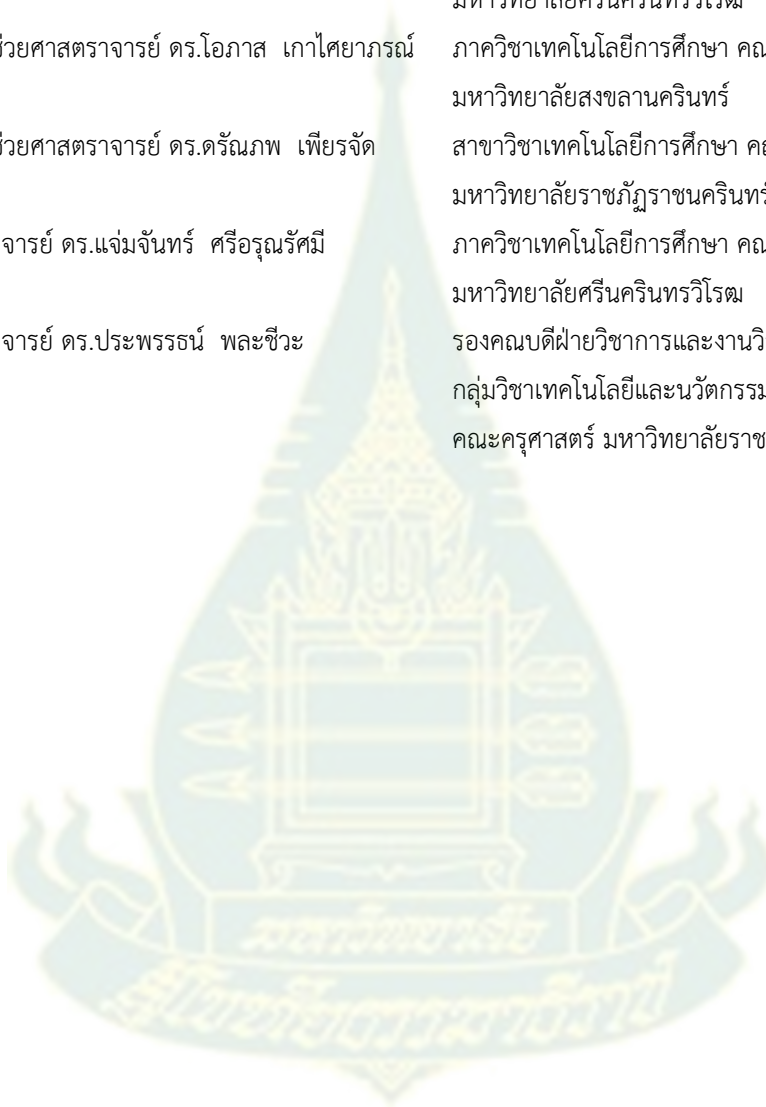 ช่วยศาสตราจารย์ ดร.โอภาส เกาไศยาภรณ์ ภาควิชาเทคโนโลยีการศึกษา
มหาวิทยาลัยสงขลานครินทร์
ช่วยศาสตราจารย์ ดร.ดรัณภพ เพียรจัด สาขาวิชาเทคโนโลยีการศึกษา
มหาวิทยาลัยราชภัฏราชนครินทร์
จารย์ ดร.แจ่มจันทร์ ศรีอรุณรัศมี ภาควิชาเทคโนโลยีการศึกษา
มหาวิทยาลัยศรีนครินทรวิโรฒ
จารย์ ดร.ประพรรธน์ พละชีวะ รองคณบดีฝ่ายวิชาการและงานวิ
กลุ่มวิชาเทคโนโลยีและนวัตกรรม
คณะครุศาสตร์ มหาวิทยาลัยราช
มหาวิทยาลัย
สุโขทัยธรรมาธิราช